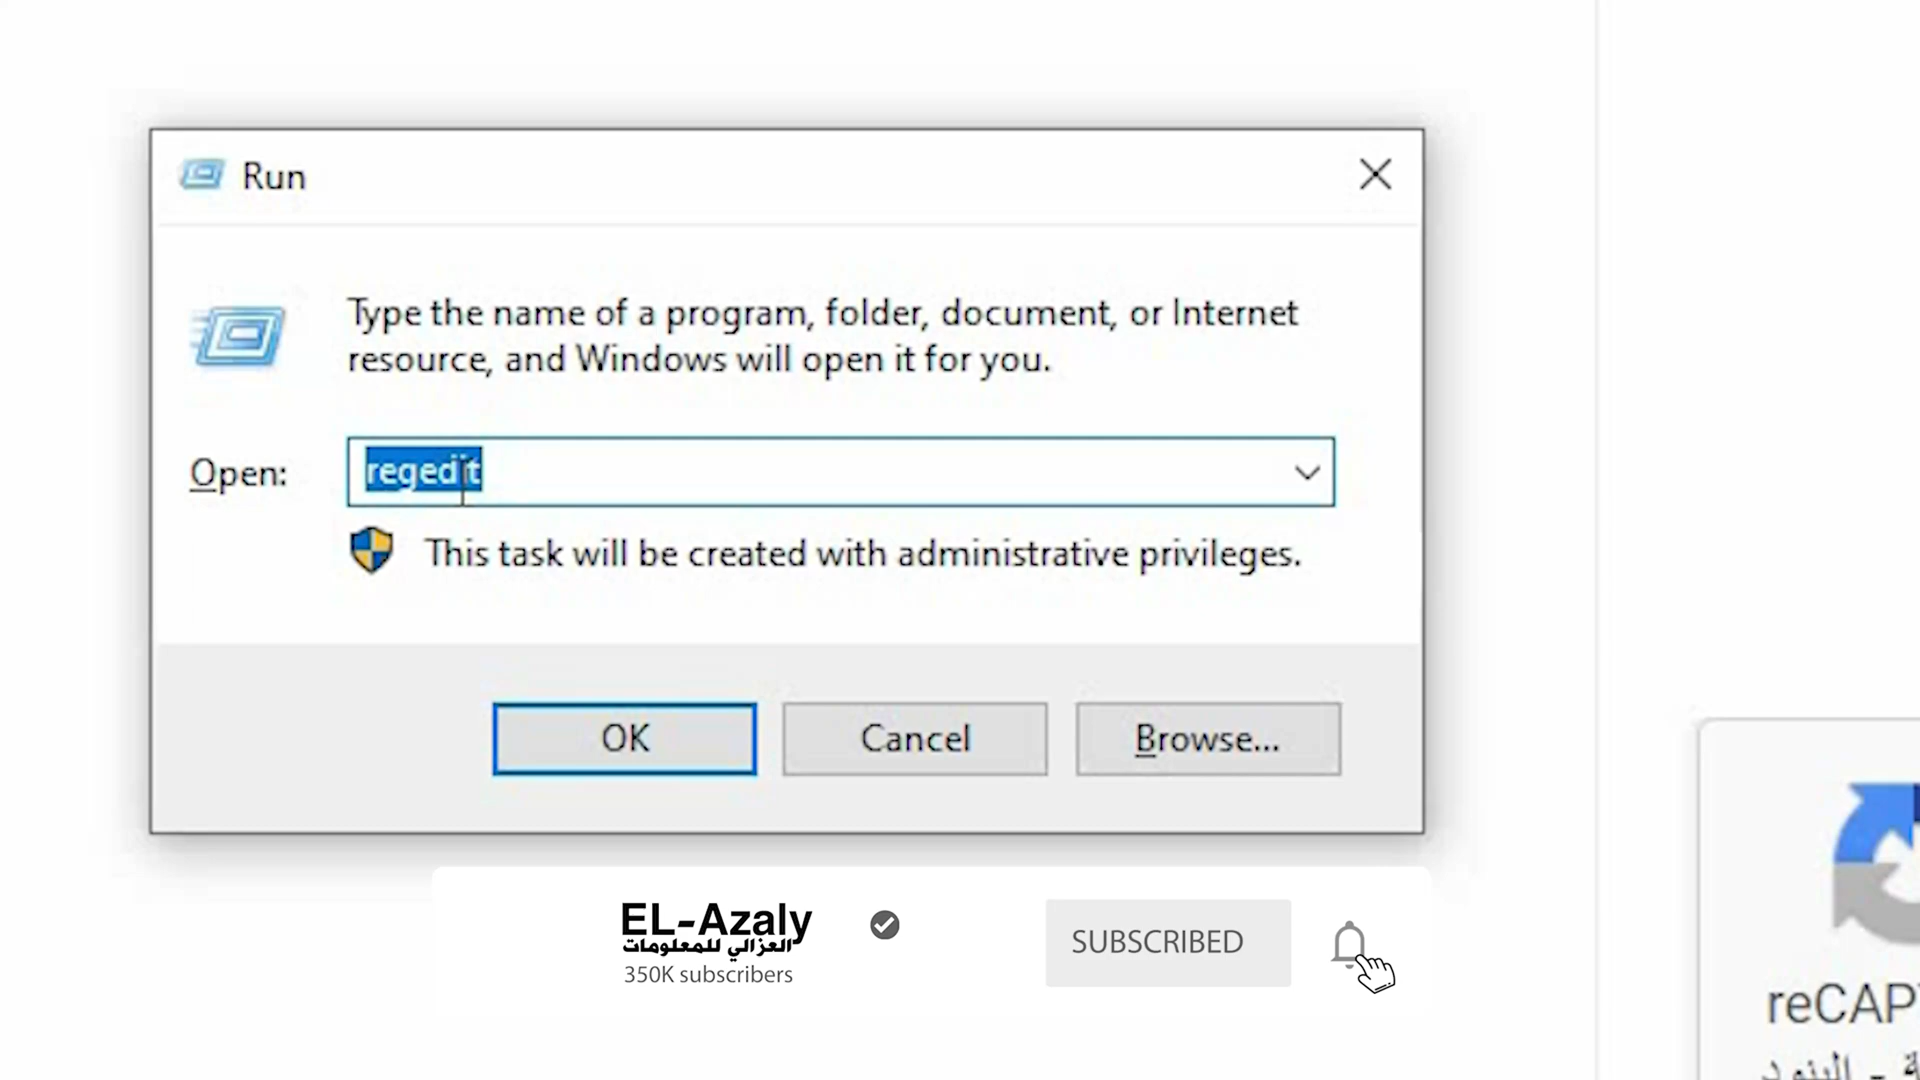 Run
Type the name of a program, folder, document, or Internet
resource, and Windows will open it for you.
Open:
regedit
This task will be created with administrative privileges.
OK
Cancel
Browse...
EL-Azaly
العزالي للمعلومات
350K subscribers
SUBSCRIBED
reCAP
البنود -